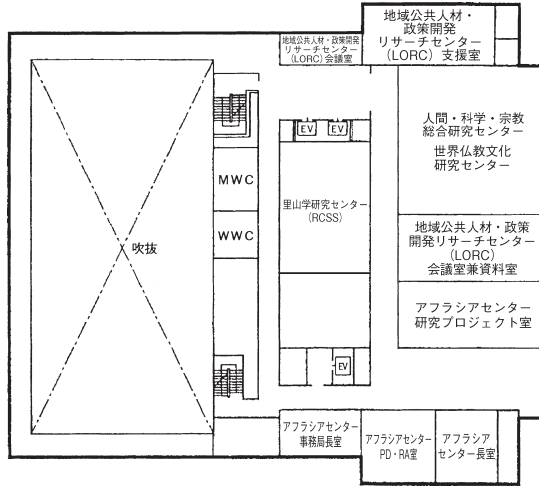 地域公共人材・
政策開発
リサーチセンター
（LORC）支援室
地域公共人材・政策開発
リサーチセンター
（LORC）会議室
人間・科学・宗教
総合研究センター
世界仏教文化
研究センター
EV
EV
MWC
里山学研究センター
（RCSS）
WWC
吹抜
地域公共人材・政策
開発リサーチセンター
（LORC）
会議室兼資料室
アフラシアセンター
研究プロジェクト室
EV
アフラシアセンター
事務局長室
アフラシアセンター
PD・RA室
アフラシア
センター長室